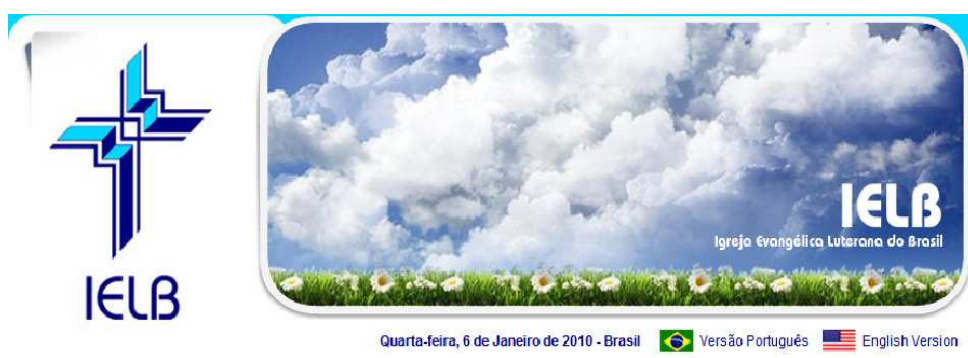 IELB
IELB
Igreja Evangélica Luterana do Brasil
Quarta-feira, 6 de Janeiro de 2010 - Brasil Versão Português English Version